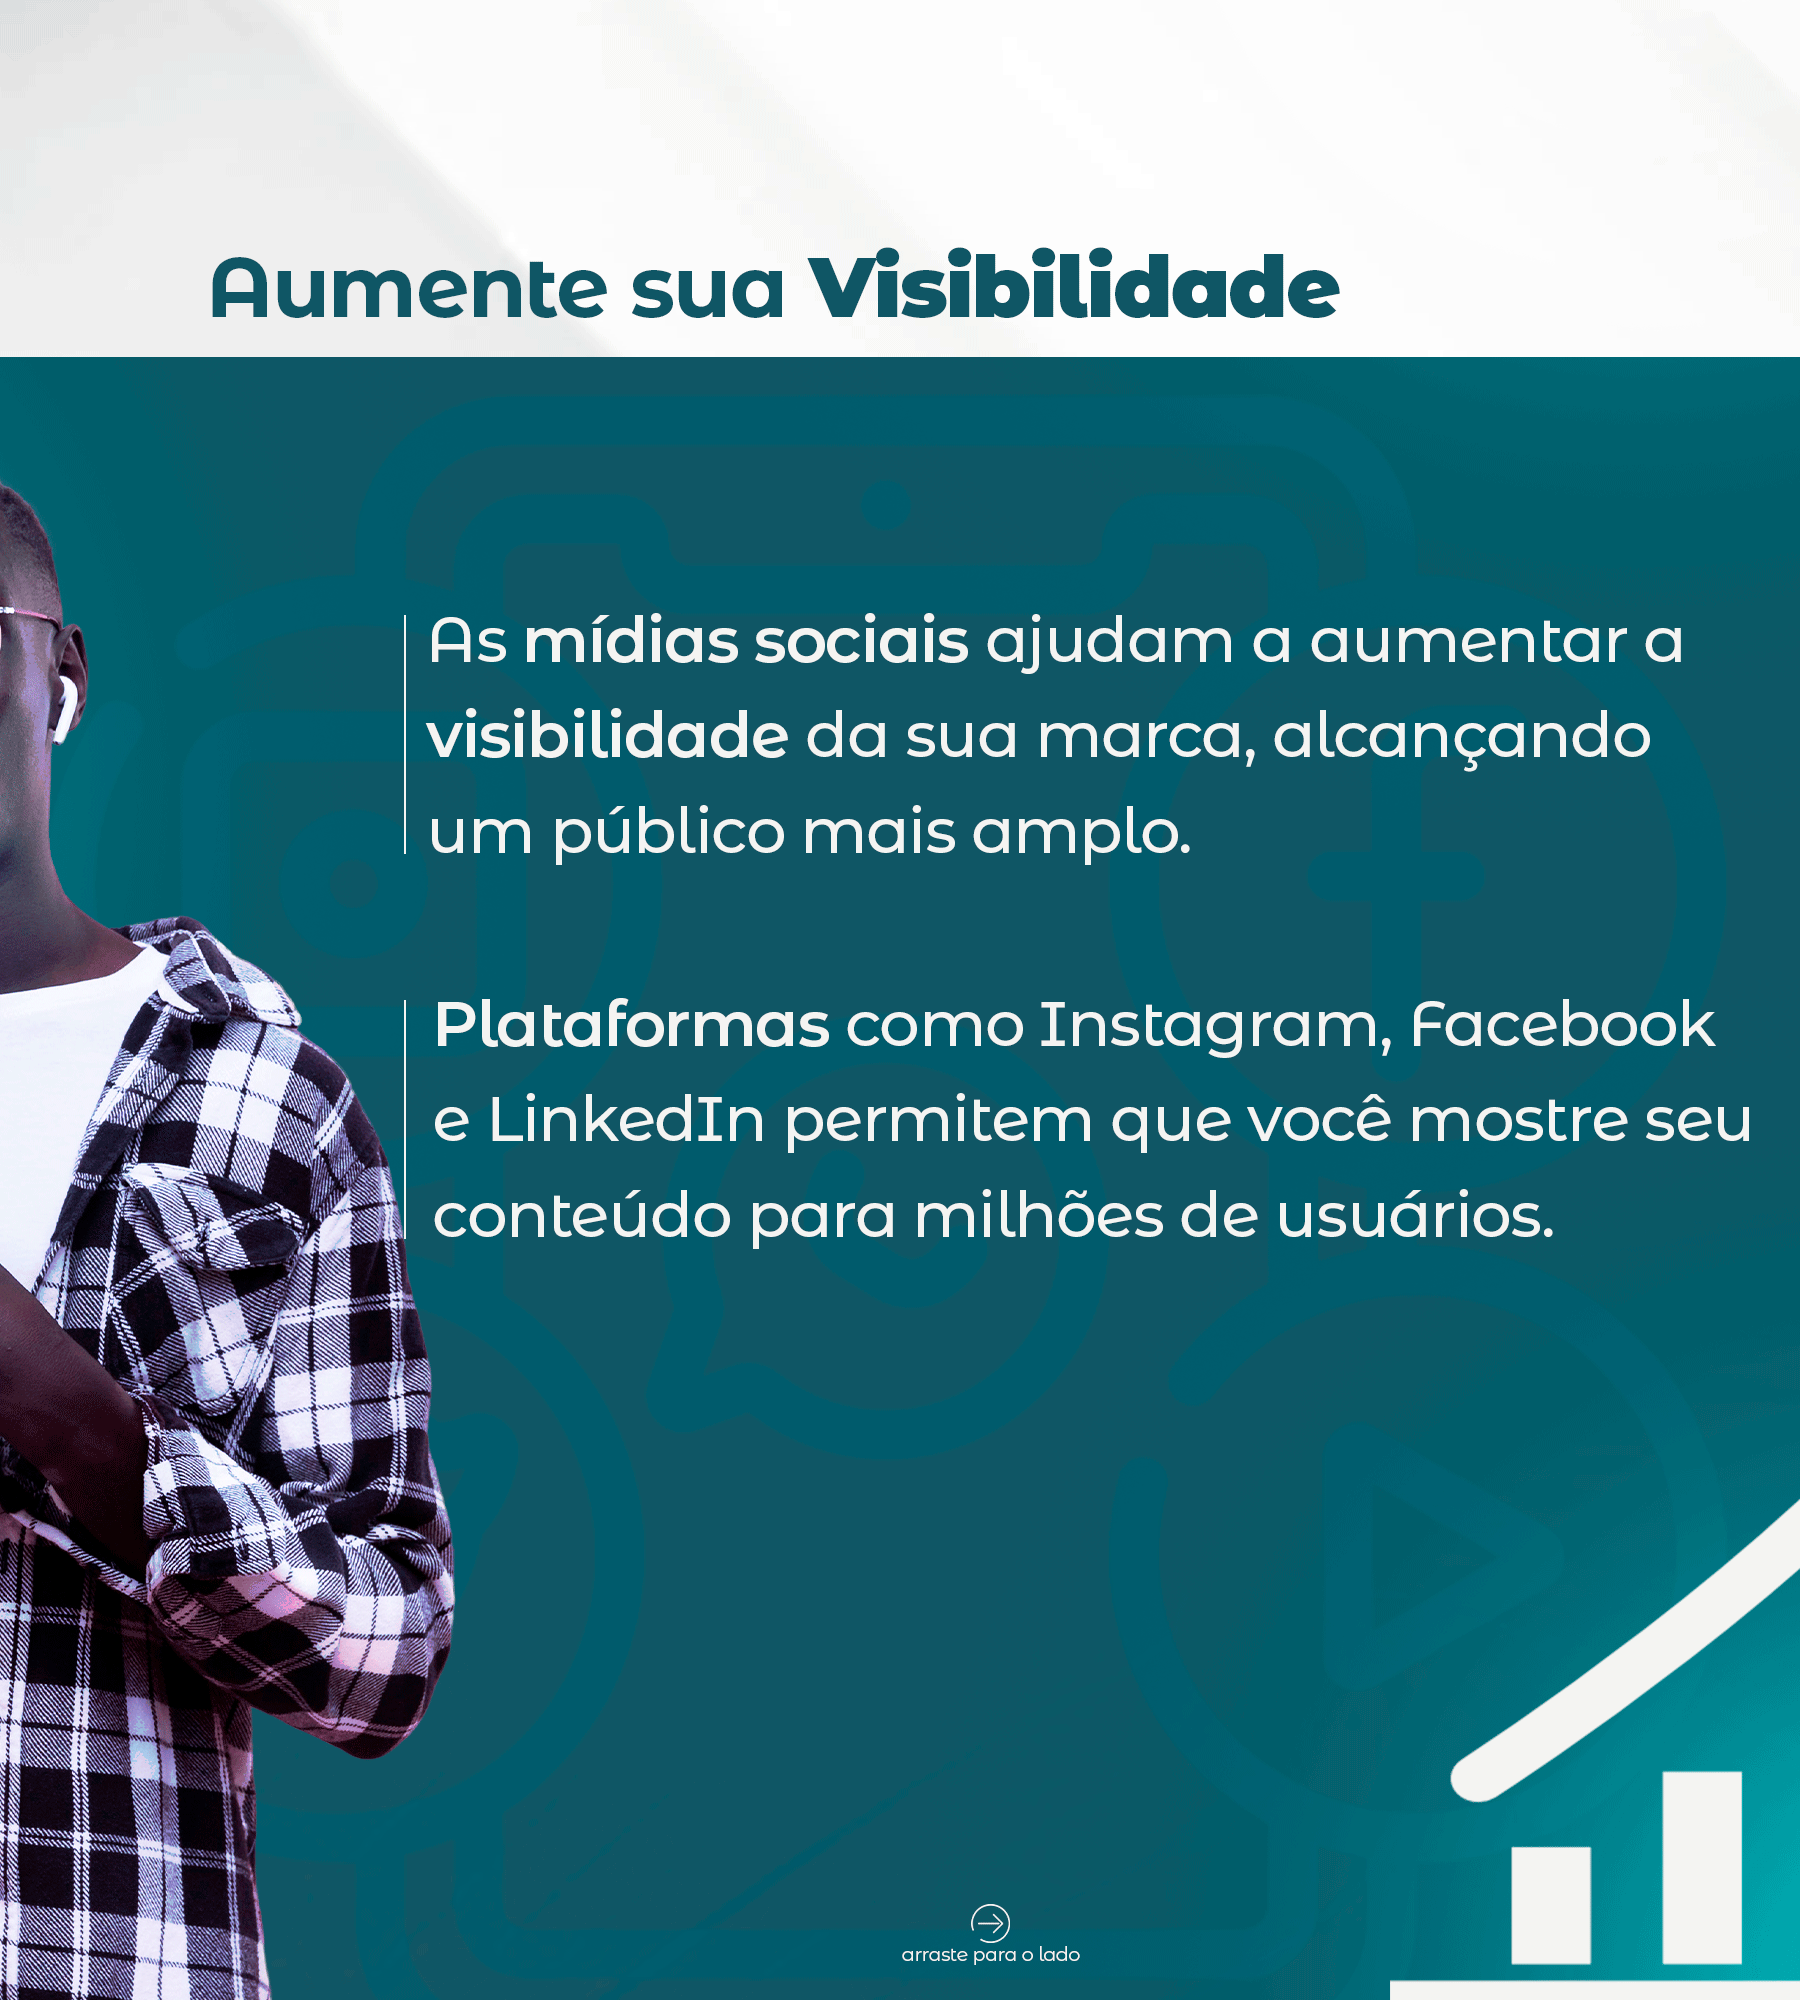 Aumente sua Visibilidade
As mídias sociais ajudam a aumentar a
visibilidade da sua marca, alcançando
um público mais amplo.
Plataformas como Instagram, Facebook
e LinkedIn permitem que você mostre seu
conteúdo para milhões de usuários.
arraste para o lado